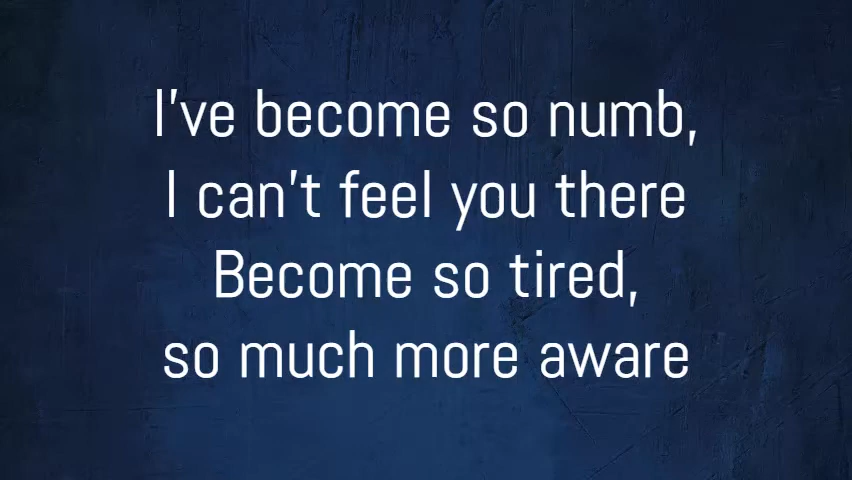 I've become so numb,
I can't feel you there
Become so tired,
so much more aware